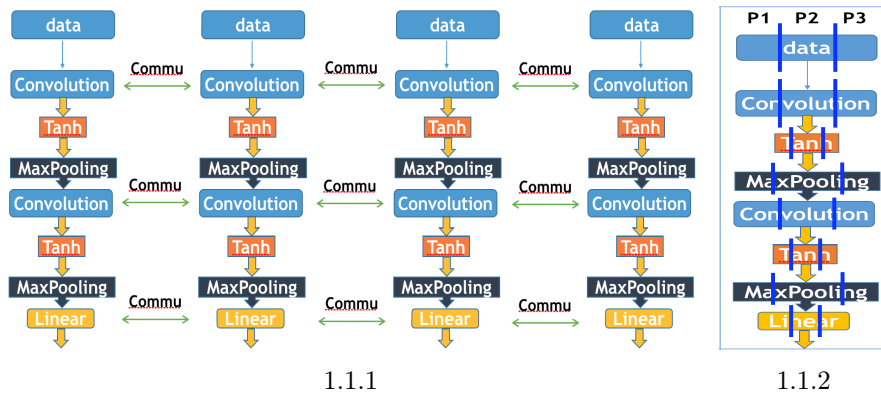 data data data data
Commu Commu Commu
Convolution Convolution Convolution Convolution
Tanh Tanh Tanh Tanh
MaxPooling MaxPooling MaxPooling MaxPooling
Commu Commu Commu
Convolution Convolution Convolution Convolution
Tanh Tanh Tanh Tanh
MaxPooling MaxPooling MaxPooling MaxPooling
Commu Commu Commu
Linear Linear Linear Linear
1.1.1
P1 P2 P3
data
Convolution
Tanh
MaxPooling
Convolution
Tanh
MaxPooling
Linear
1.1.2